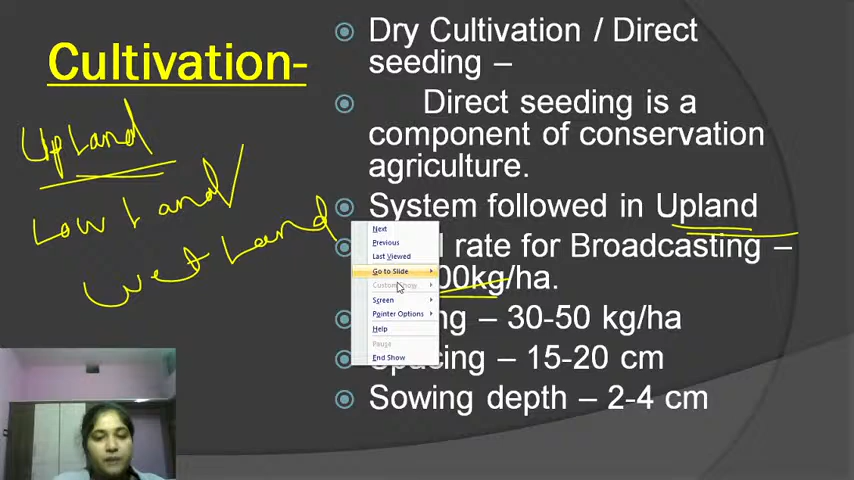 Cultivation-
UpLand
Low Land
wet Land
Dry Cultivation / Direct
seeding –
Direct seeding is a
component of conservation
agriculture.
System followed in Upland
rate for Broadcasting –
00kg/ha.
ng – 30-50 kg/ha
Spacing – 15-20 cm
Sowing depth – 2-4 cm
Next
Previous
Last Viewed
Go to Slide
Custom Show
Screen
Pointer Options
Help
Pause
End Show